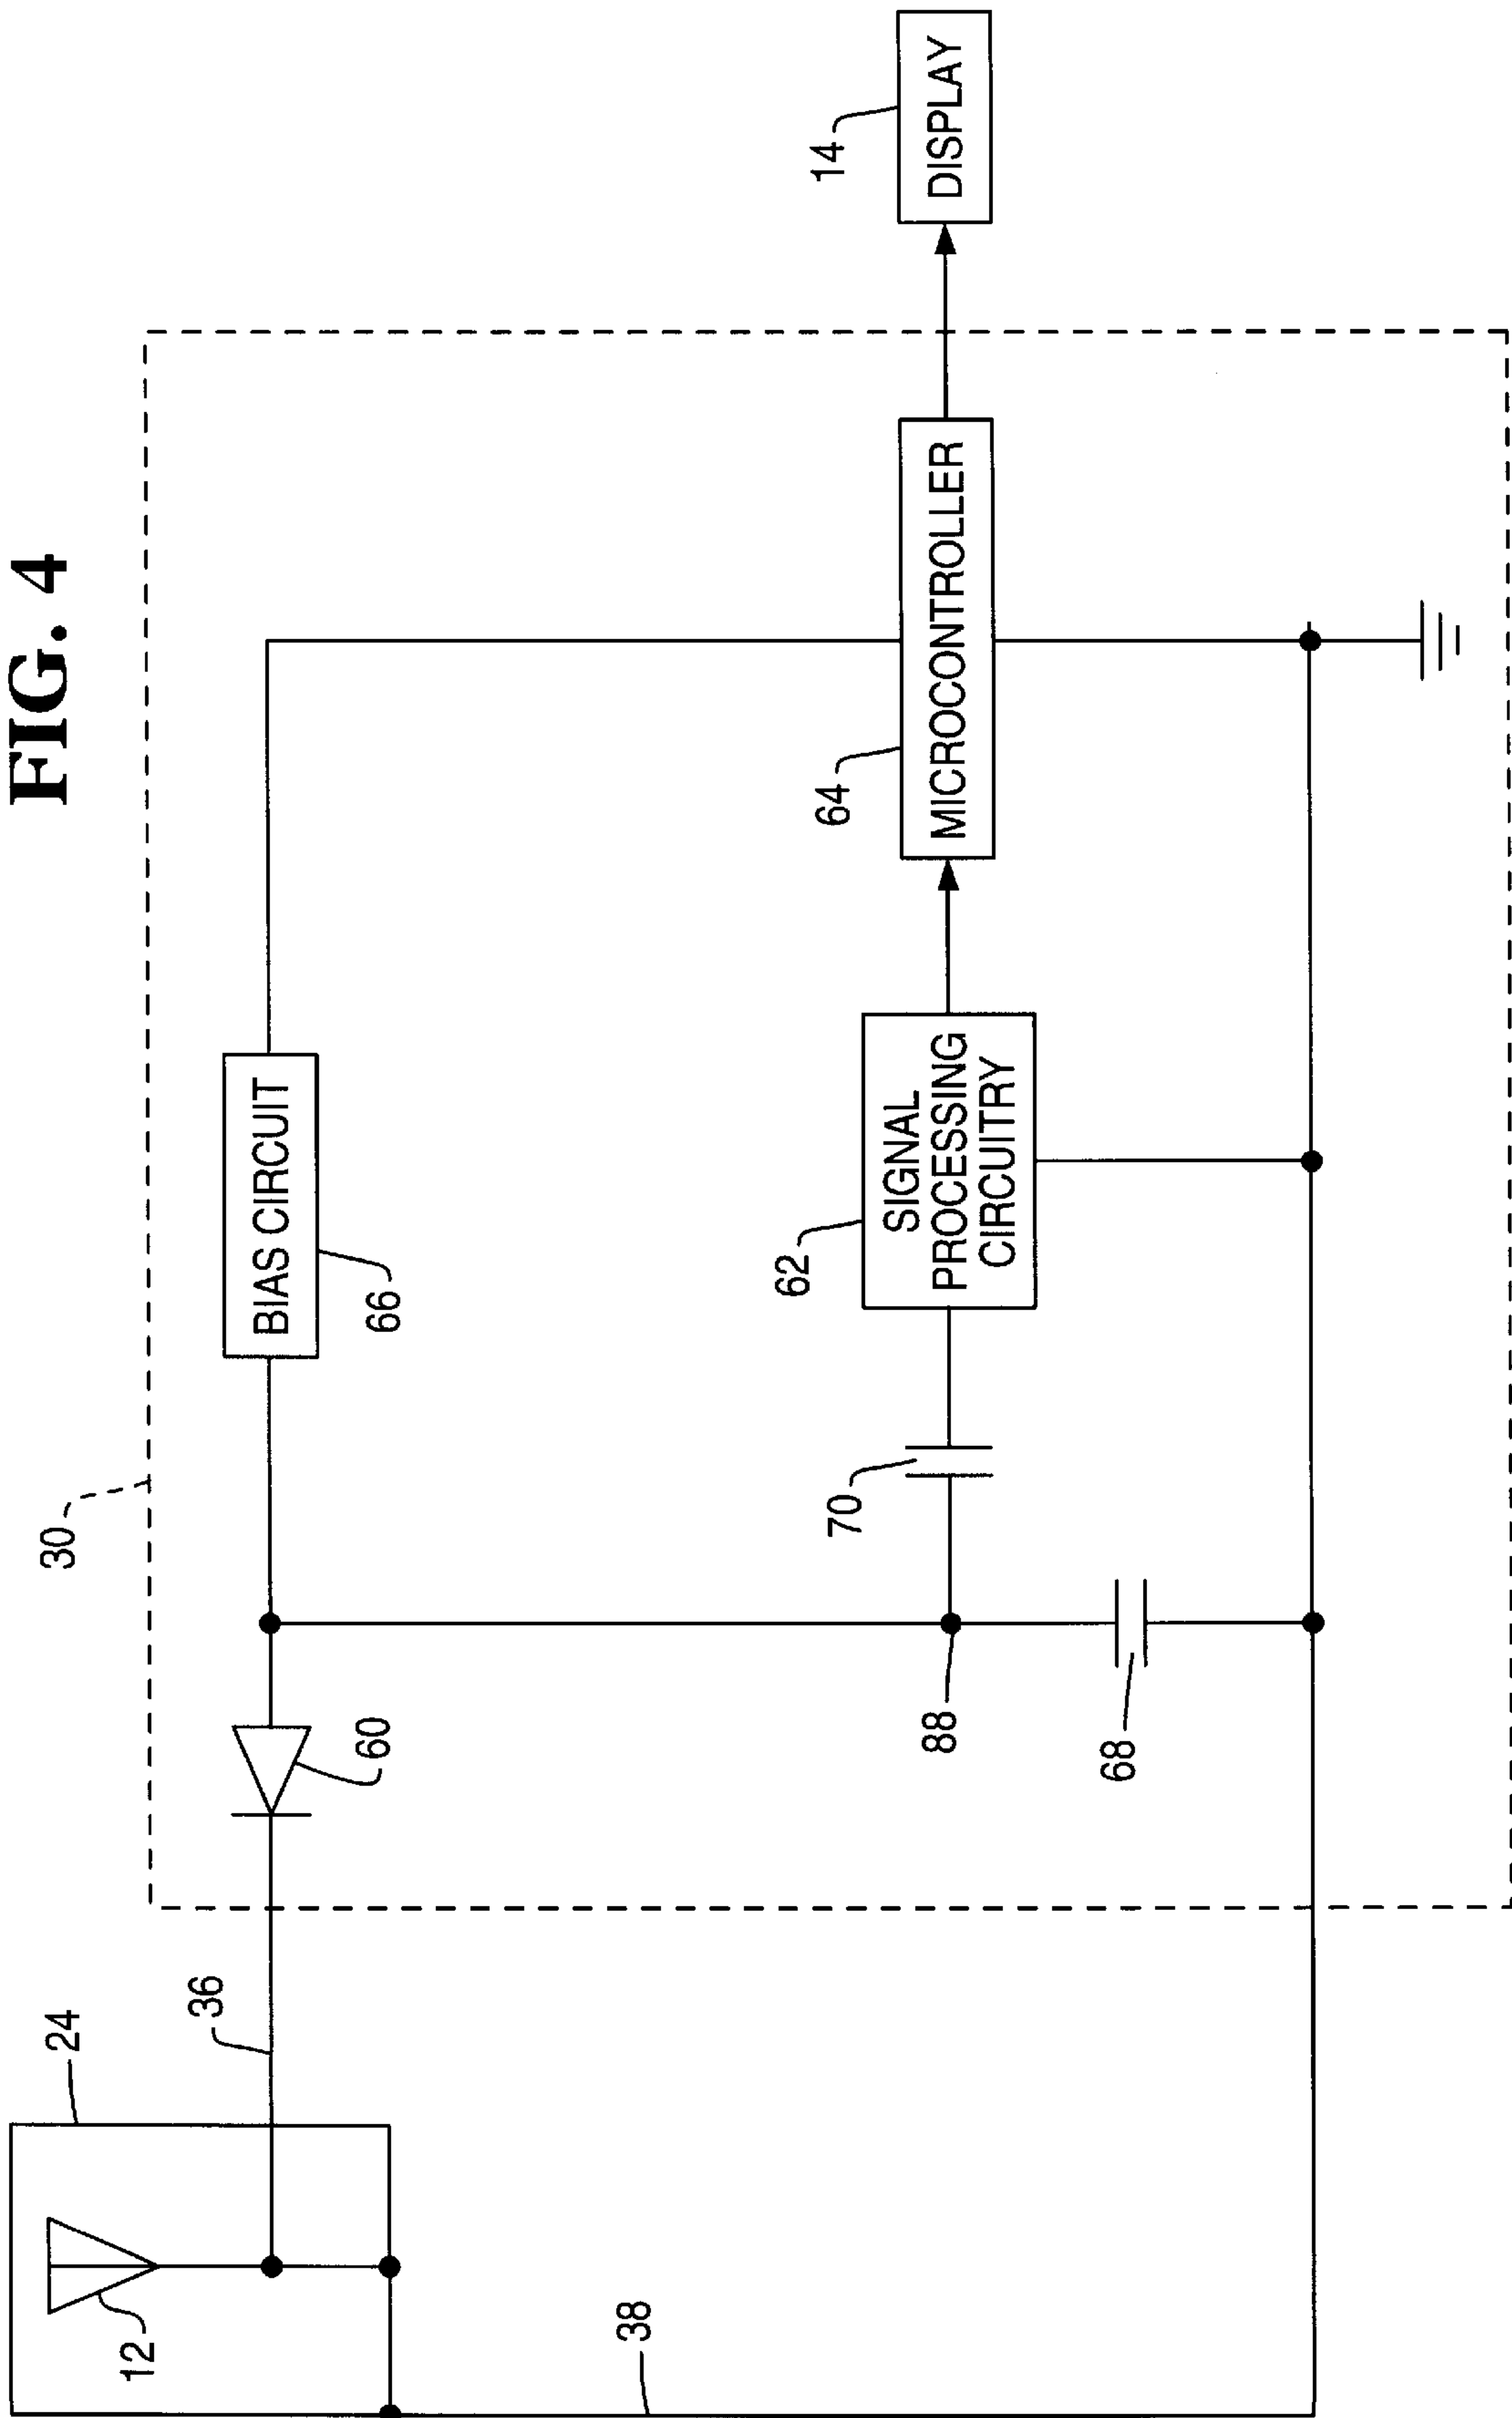 FIG. 4
30
24
36
12
38
60
BIAS CIRCUIT
66
88
68
70
62
SIGNAL
PROCESSING
CIRCUITRY
64
MICROCONTROLLER
14
DISPLAY